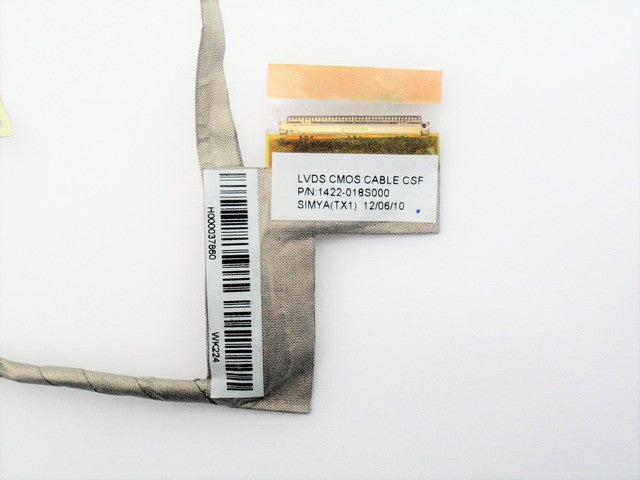 LVDS CMOS CABLE CSF
P/N:1422-018S000
SIMYA(TX1) 12/06/10
H000037860
WK224